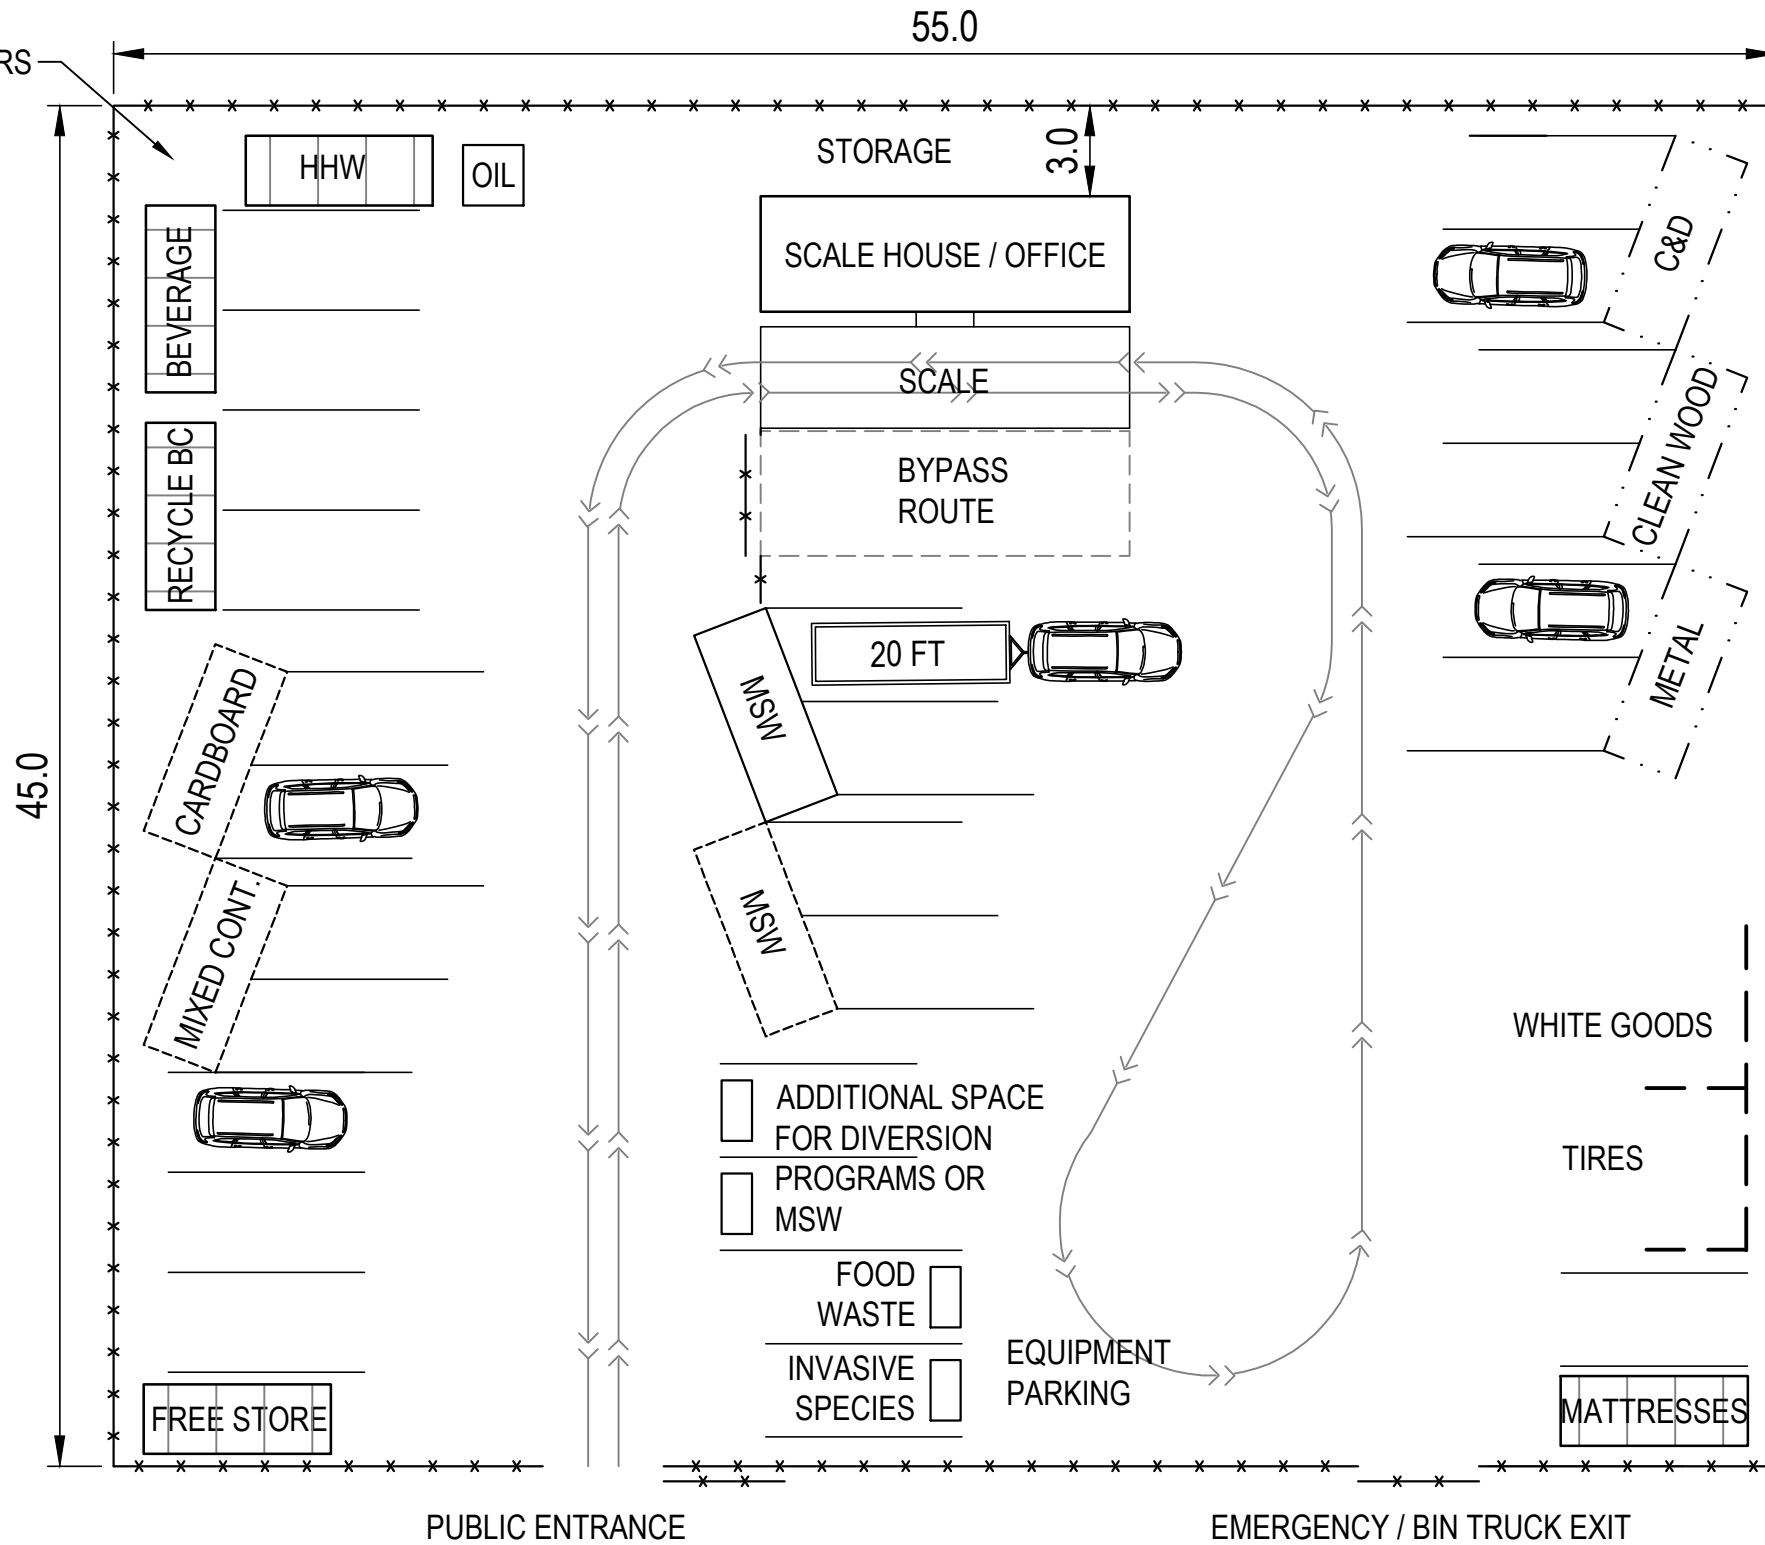 55.0
RS
STORAGE
3.0
HHW
OIL
SCALE HOUSE / OFFICE
C&D
BEVERAGE
SCALE
CLEAN WOOD
RECYCLE BC
BYPASS
ROUTE
METAL
20 FT
MSW
CARDBOARD
45.0
MSW
MIXED CONT.
WHITE GOODS
ADDITIONAL SPACE
FOR DIVERSION
PROGRAMS OR
MSW
TIRES
FOOD
WASTE
EQUIPMENT
PARKING
INVASIVE
SPECIES
FREE STORE
MATTRESSES
PUBLIC ENTRANCE
EMERGENCY / BIN TRUCK EXIT